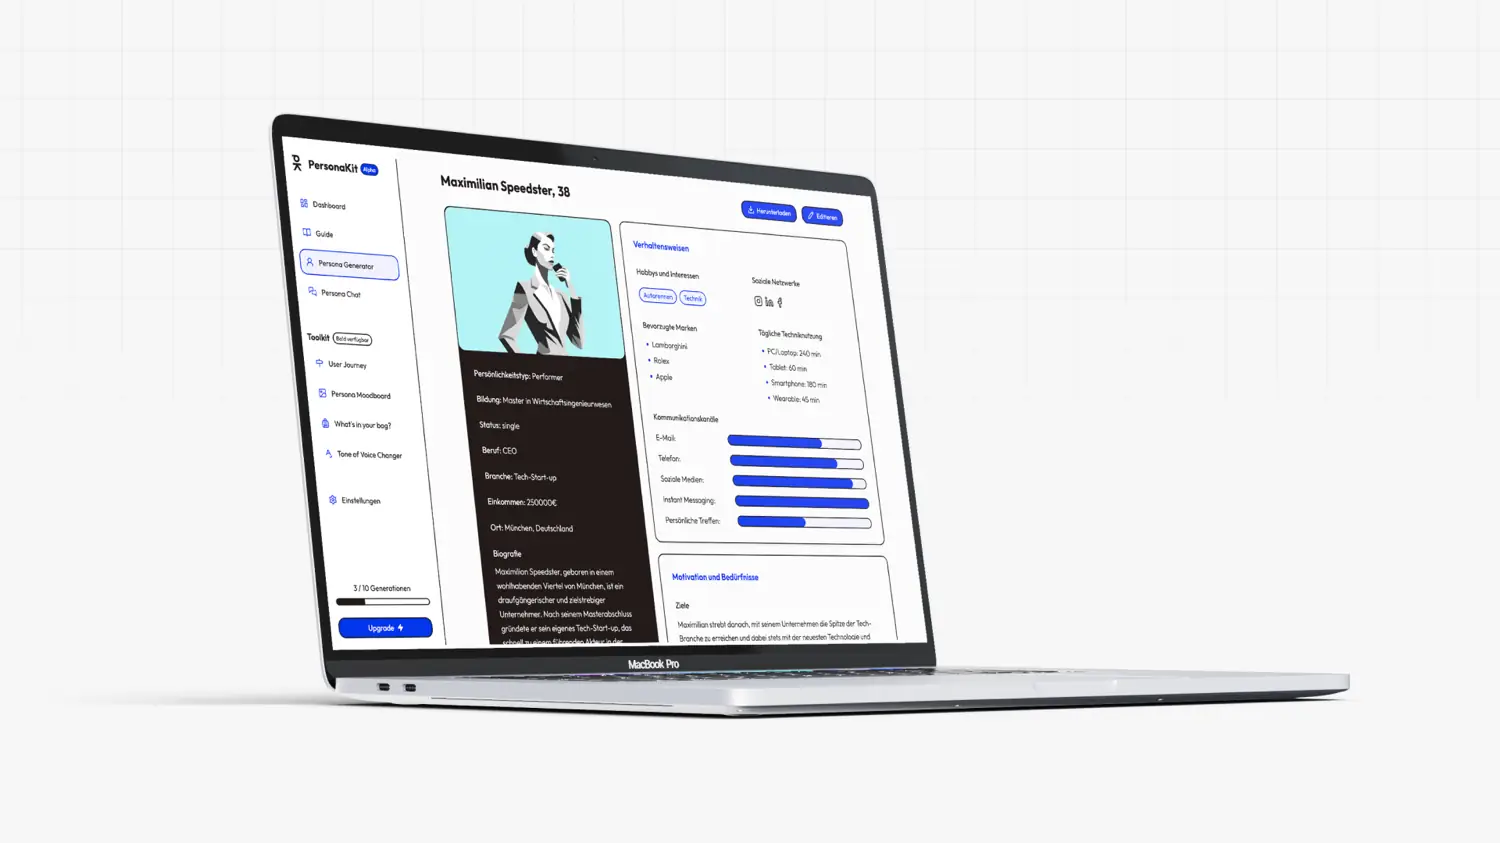 PersonaKit Alpha
Dashboard
Guide
Persona Generator
Persona Chat
Toolkit Bald verfügbar
User Journey
Persona Moodboard
What's in your bag?
Tone of Voice Changer
Einstellungen
3 / 10 Generationen
Upgrade
Maximilian Speedster, 38
Herunterladen
Editieren
Persönlichkeitstyp: Performer
Bildung: Master in Wirtschaftsingenieurwesen
Status: single
Beruf: CEO
Branche: Tech-Start-up
Einkommen: 250000€
Ort: München, Deutschland
Biografie
Maximilian Speedster, geboren in einem
wohlhabenden Viertel von München, ist ein
draufgängerischer und zielstrebiger
Unternehmer. Nach seinem Masterabschluss
gründete er sein eigenes Tech-Start-up, das
schnell zu einem führenden Akteur in der
Verhaltensweisen
Hobbys und Interessen
Autorennen
Technik
Bevorzugte Marken
Lamborghini
Rolex
Apple
Soziale Netzwerke
Tägliche Techniknutzung
PC/Laptop: 240 min
Tablet: 60 min
Smartphone: 180 min
Wearable: 45 min
Kommunikationskanäle
E-Mail:
Telefon:
Soziale Medien:
Instant Messaging:
Persönliche Treffen:
Motivation und Bedürfnisse
Ziele
Maximilian strebt danach, mit seinem Unternehmen die Spitze der Tech-
Branche zu erreichen und dabei stets mit der neuesten Technologie und
MacBook Pro